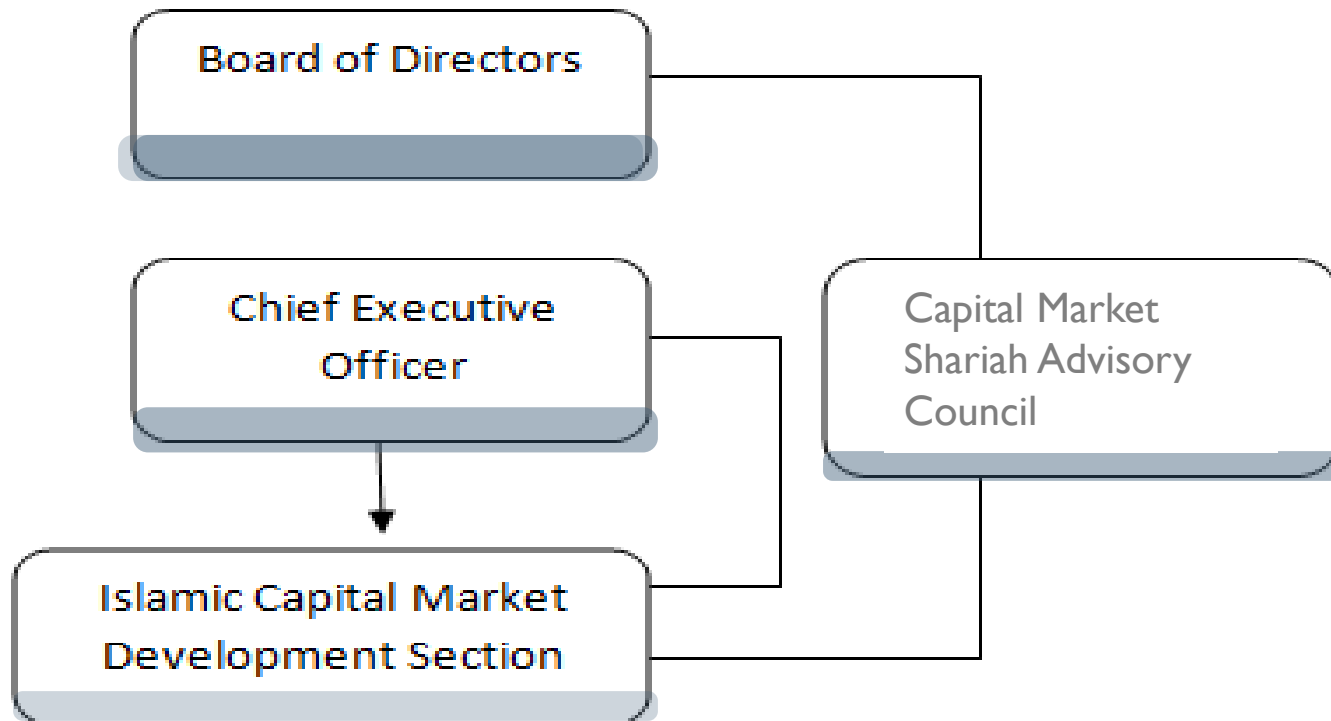 Board of Directors
Chief Executive
Officer
Capital Market
Shariah Advisory
Council
Islamic Capital Market
Development Section